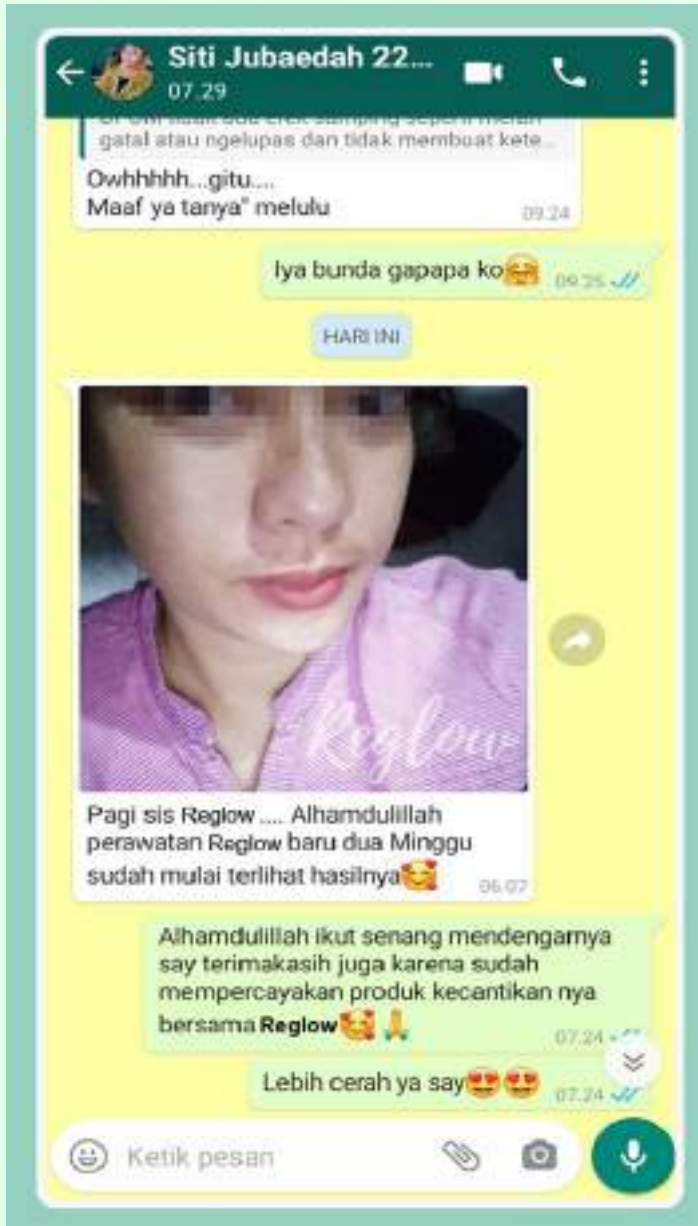 Siti Jubaedah 22...
07.29
gatal atau ngelupas dan tidak membuat kete...
Owhhhhh...gitu....
Maaf ya tanya" melulu
09.24
Iya bunda gapapa ko🤗 09.25
HARI INI
Reglow
Pagi sis Reglow .... Alhamdulillah
perawatan Reglow baru dua Minggu
sudah mulai terlihat hasilnya🥰
06.07
Alhamdulillah ikut senang mendengarnya
say terimakasih juga karena sudah
mempercayakan produk kecantikan nya
bersama Reglow🥰🙏
07.24
Lebih cerah ya say😍😍 07.24
Ketik pesan